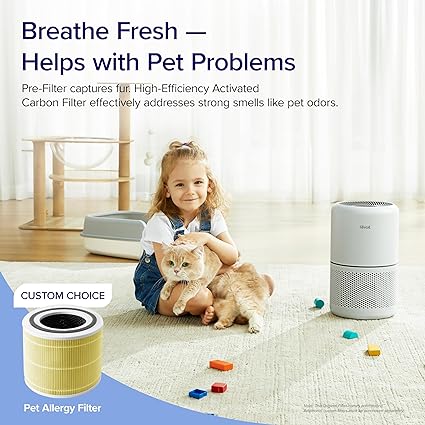 Breathe Fresh —
Helps with Pet Problems
Pre-Filter captures fur. High-Efficiency Activated
Carbon Filter effectively addresses strong smells like pet odors.
levoit
CUSTOM CHOICE
Pet Allergy Filter